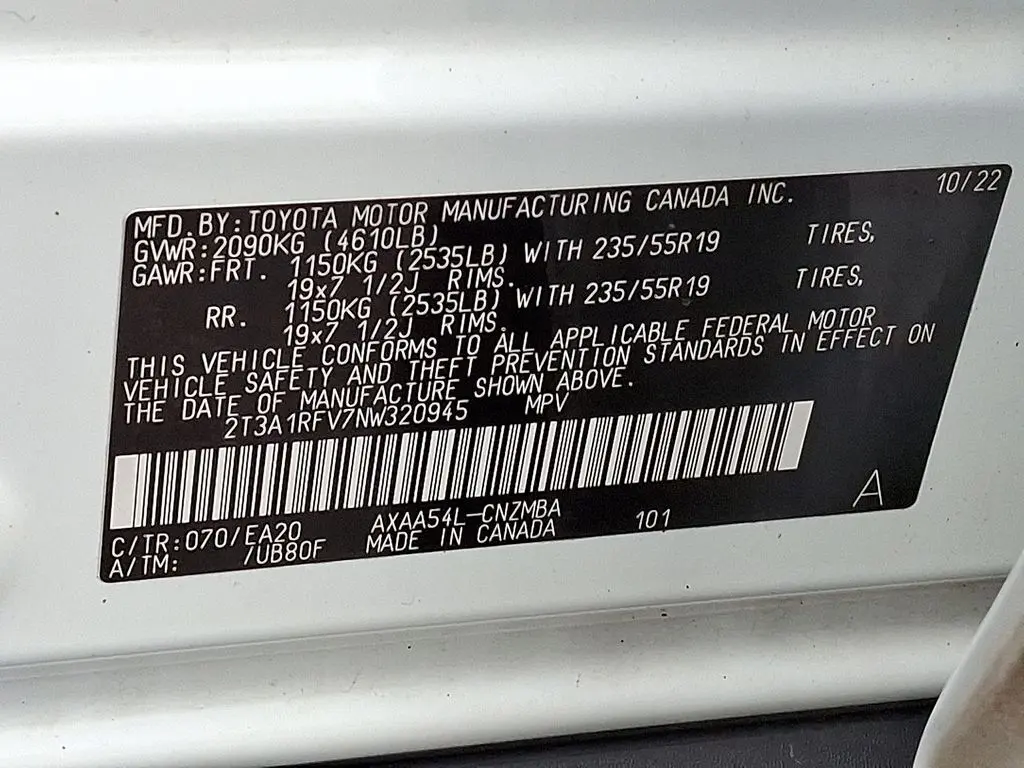 10/22
MFD.BY:TOYOTA MOTOR MANUFACTURING CANADA INC.
GVWR:2090KG (4610LB)
GAWR:FRT. 1150KG (2535LB) WITH 235/55R19 TIRES,
19x7 1/2J RIMS.
RR. 1150KG (2535LB) WITH 235/55R19 TIRES,
19x7 1/2J RIMS.
THIS VEHICLE CONFORMS TO ALL APPLICABLE FEDERAL MOTOR
VEHICLE SAFETY AND THEFT PREVENTION STANDARDS IN EFFECT ON
THE DATE OF MANUFACTURE SHOWN ABOVE.
2T3A1RFV7NW320945 MPV
C/TR:070/EA20 AXAA54L-CNZMBA 101 A
A/TM: /UB80F MADE IN CANADA